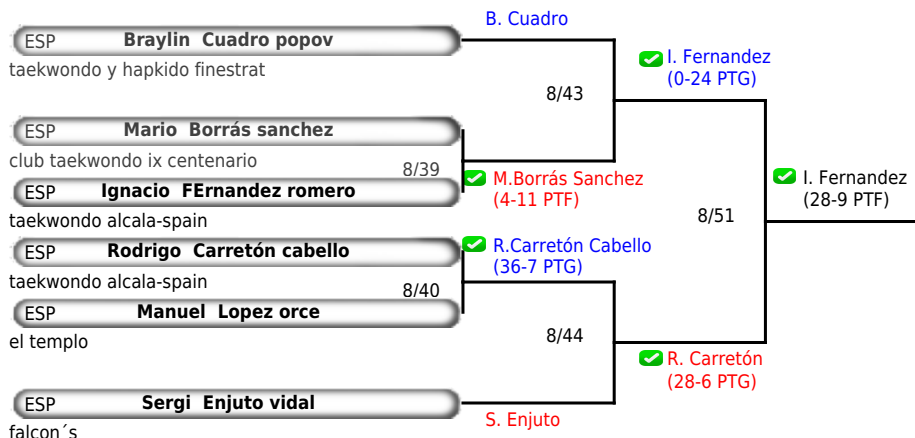 B. Cuadro
ESP Braylin Cuadro popov
taekwondo y hapkido finestrat
I. Fernandez
(0-24 PTG)
8/43
ESP Mario Borrás sanchez
club taekwondo ix centenario
8/39
M.Borrás Sanchez
(4-11 PTF)
ESP Ignacio FErnandez romero
taekwondo alcala-spain
I. Fernandez
(28-9 PTF)
8/51
ESP Rodrigo Carretón cabello
taekwondo alcala-spain
R.Carretón Cabello
(36-7 PTG)
8/40
ESP Manuel Lopez orce
el templo
8/44
R. Carretón
(28-6 PTG)
ESP Sergi Enjuto vidal
falcon´s
S. Enjuto